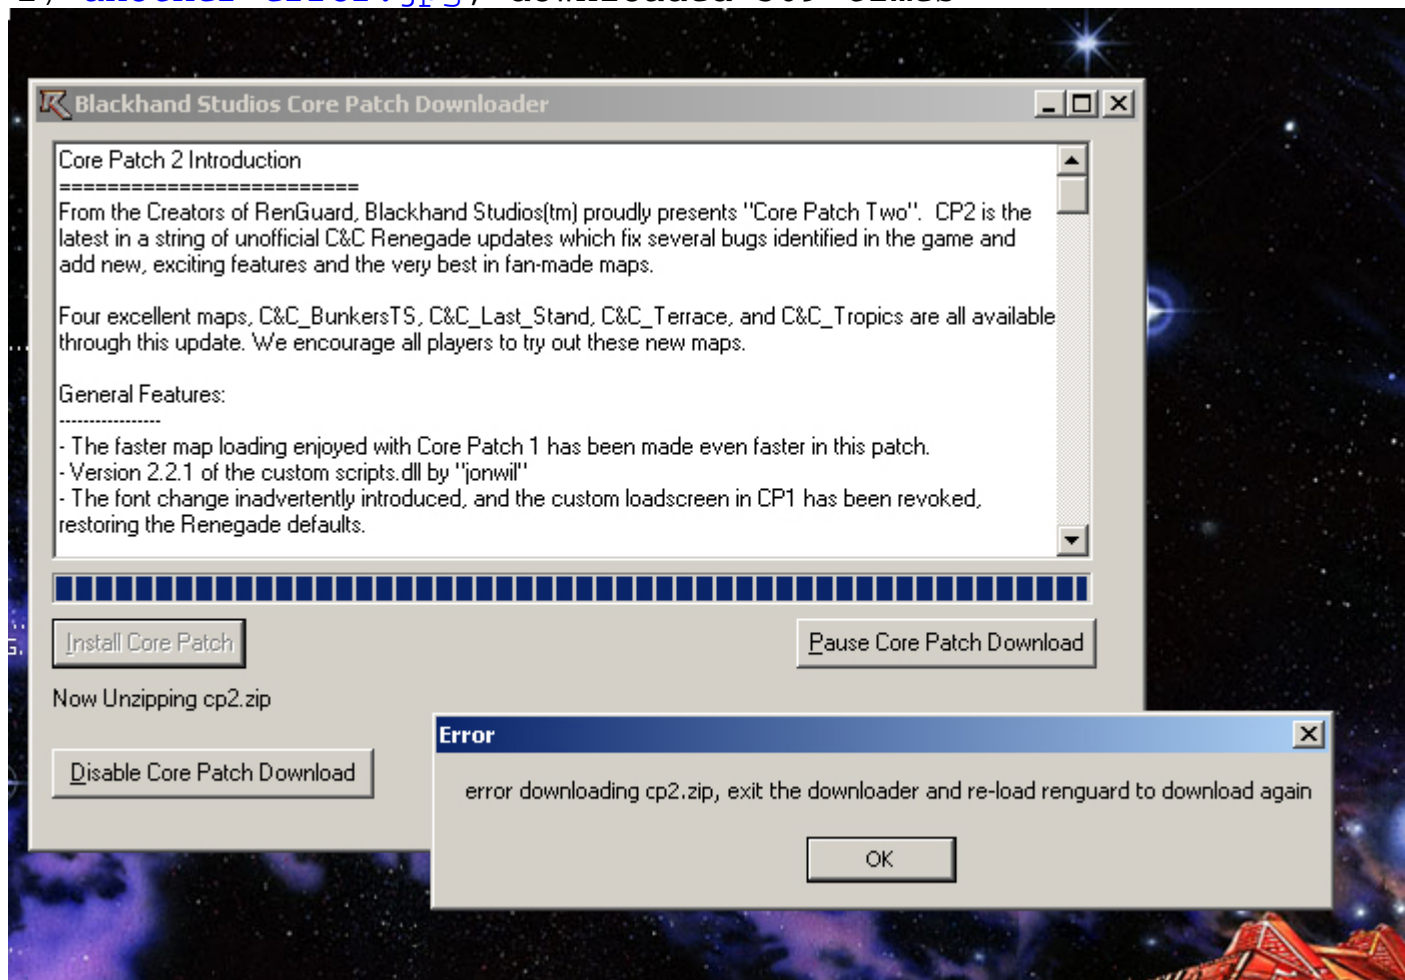 Blackhand Studios Core Patch Downloader
Core Patch 2 Introduction
=========================
From the Creators of RenGuard, Blackhand Studios(tm) proudly presents "Core Patch Two".  CP2 is the
latest in a string of unofficial C&C Renegade updates which fix several bugs identified in the game and
add new, exciting features and the very best in fan-made maps.
Four excellent maps, C&C_BunkersTS, C&C_Last_Stand, C&C_Terrace, and C&C_Tropics are all available
through this update. We encourage all players to try out these new maps.
General Features:
----------------
- The faster map loading enjoyed with Core Patch 1 has been made even faster in this patch.
- Version 2.2.1 of the custom scripts.dll by "jonwil"
- The font change inadvertently introduced, and the custom loadscreen in CP1 has been revoked,
restoring the Renegade defaults.
Install Core Patch
Pause Core Patch Download
Now Unzipping cp2.zip
Disable Core Patch Download
Error
error downloading cp2.zip, exit the downloader and re-load renguard to download again
OK